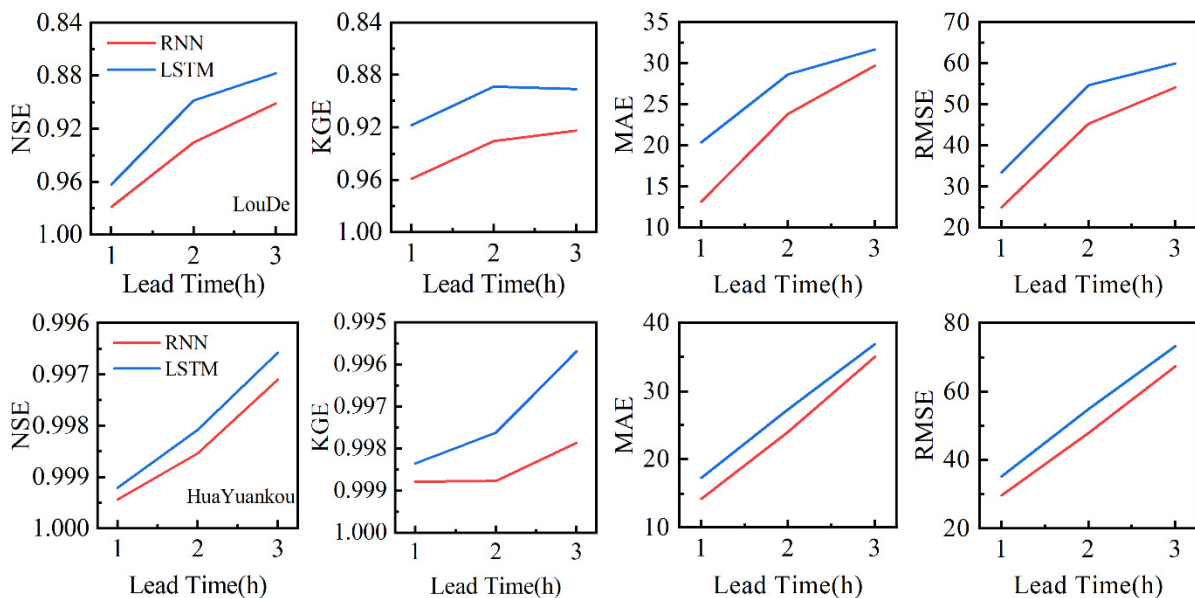 NSE
0.84
0.88
0.92
0.96
1.00
RNN
LSTM
LouDe
1 2 3
Lead Time(h)
KGE
0.84
0.88
0.92
0.96
1.00
1 2 3
Lead Time(h)
MAE
35
30
25
20
15
10
1 2 3
Lead Time(h)
RMSE
70
60
50
40
30
20
1 2 3
Lead Time(h)
NSE
0.996
0.997
0.998
0.999
1.000
RNN
LSTM
HuaYuankou
1 2 3
Lead Time(h)
KGE
0.995
0.996
0.997
0.998
0.999
1.000
1 2 3
Lead Time(h)
MAE
40
30
20
10
1 2 3
Lead Time(h)
RMSE
80
60
40
20
1 2 3
Lead Time(h)